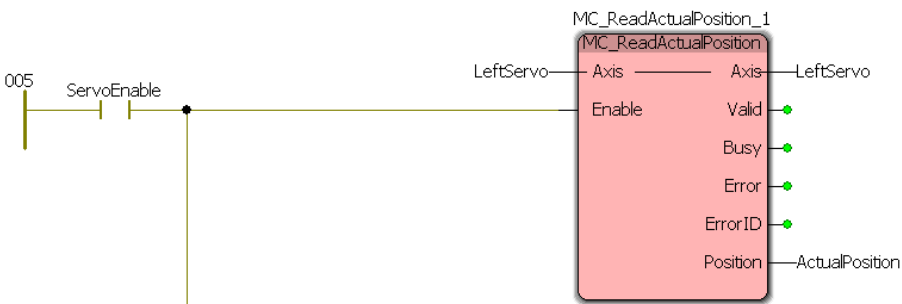 MC_ReadActualPosition_1
MC_ReadActualPosition
LeftServo Axis Axis LeftServo
005 ServoEnable
Enable Valid
Busy
Error
ErrorID
Position ActualPosition